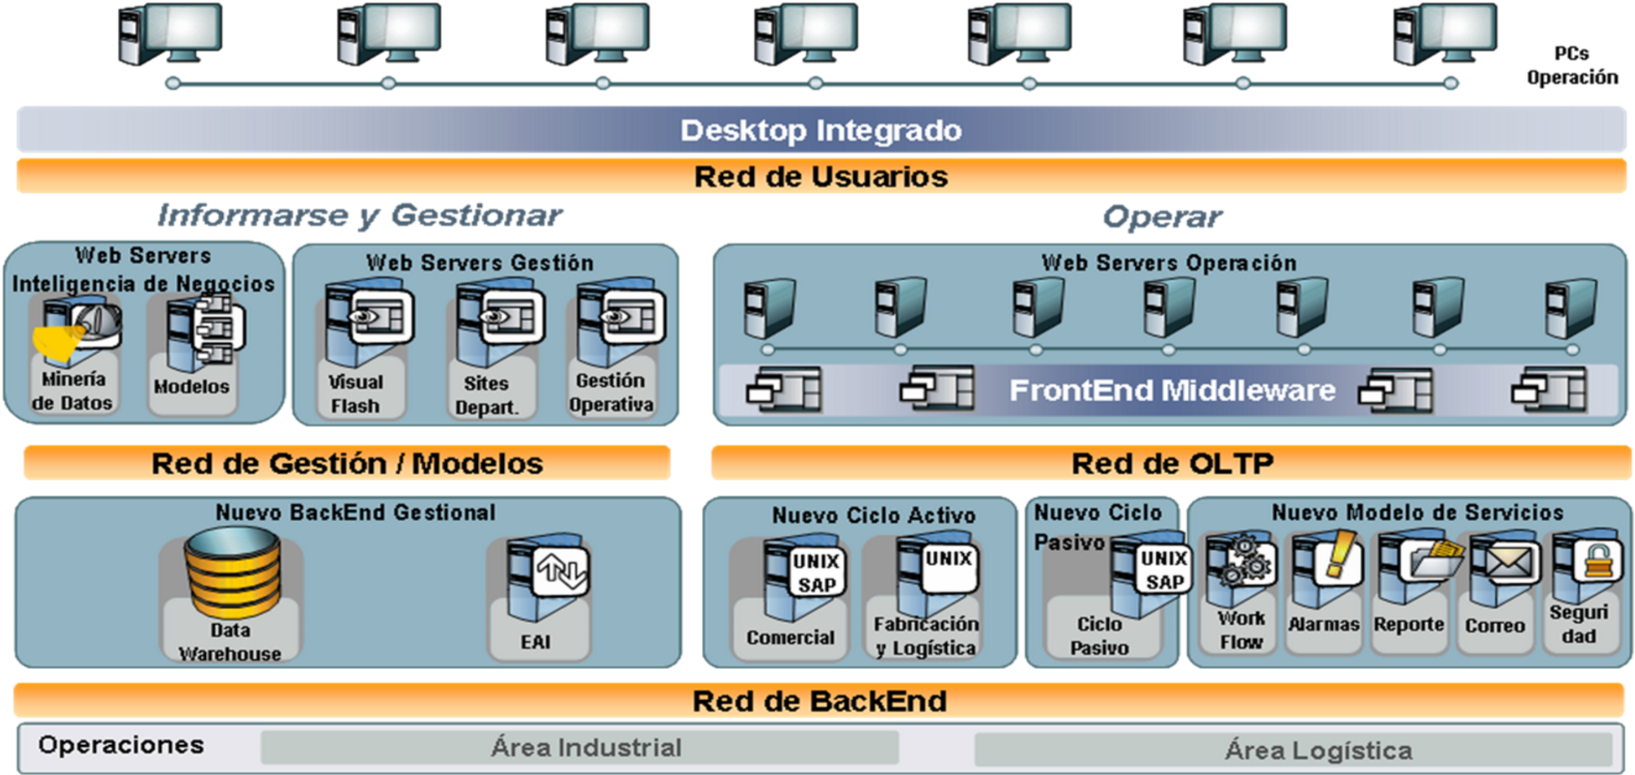 PCs
Operación
Desktop Integrado
Red de Usuarios
Informarse y Gestionar
Operar
Web Servers
Inteligencia de Negocios
Minería
de Datos
Modelos
Web Servers Gestión
Visual
Flash
Sites
Depart.
Gestión
Operativa
Web Servers Operación
FrontEnd Middleware
Red de Gestión / Modelos
Red de OLTP
Nuevo BackEnd Gestional
Data
Warehouse
EAI
Nuevo Ciclo Activo
UNIX
SAP
Comercial
UNIX
Fabricación
y Logística
Nuevo Ciclo
Pasivo
UNIX
SAP
Ciclo
Pasivo
Nuevo Modelo de Servicios
Work
Flow
Alarmas
Reporte
Correo
Seguri
dad
Red de BackEnd
Operaciones
Área Industrial
Área Logística